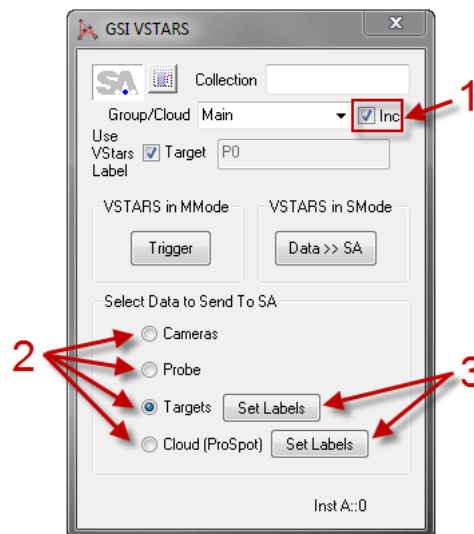 GSI VSTARS
SA
Collection
1
Group/Cloud Main Inc
Use
VStars Target P0
Label
VSTARS in MMode VSTARS in SMode
Trigger Data >> SA
Select Data to Send To SA
Cameras
2 Probe 3
Targets Set Labels
Cloud (ProSpot) Set Labels
Inst A::0